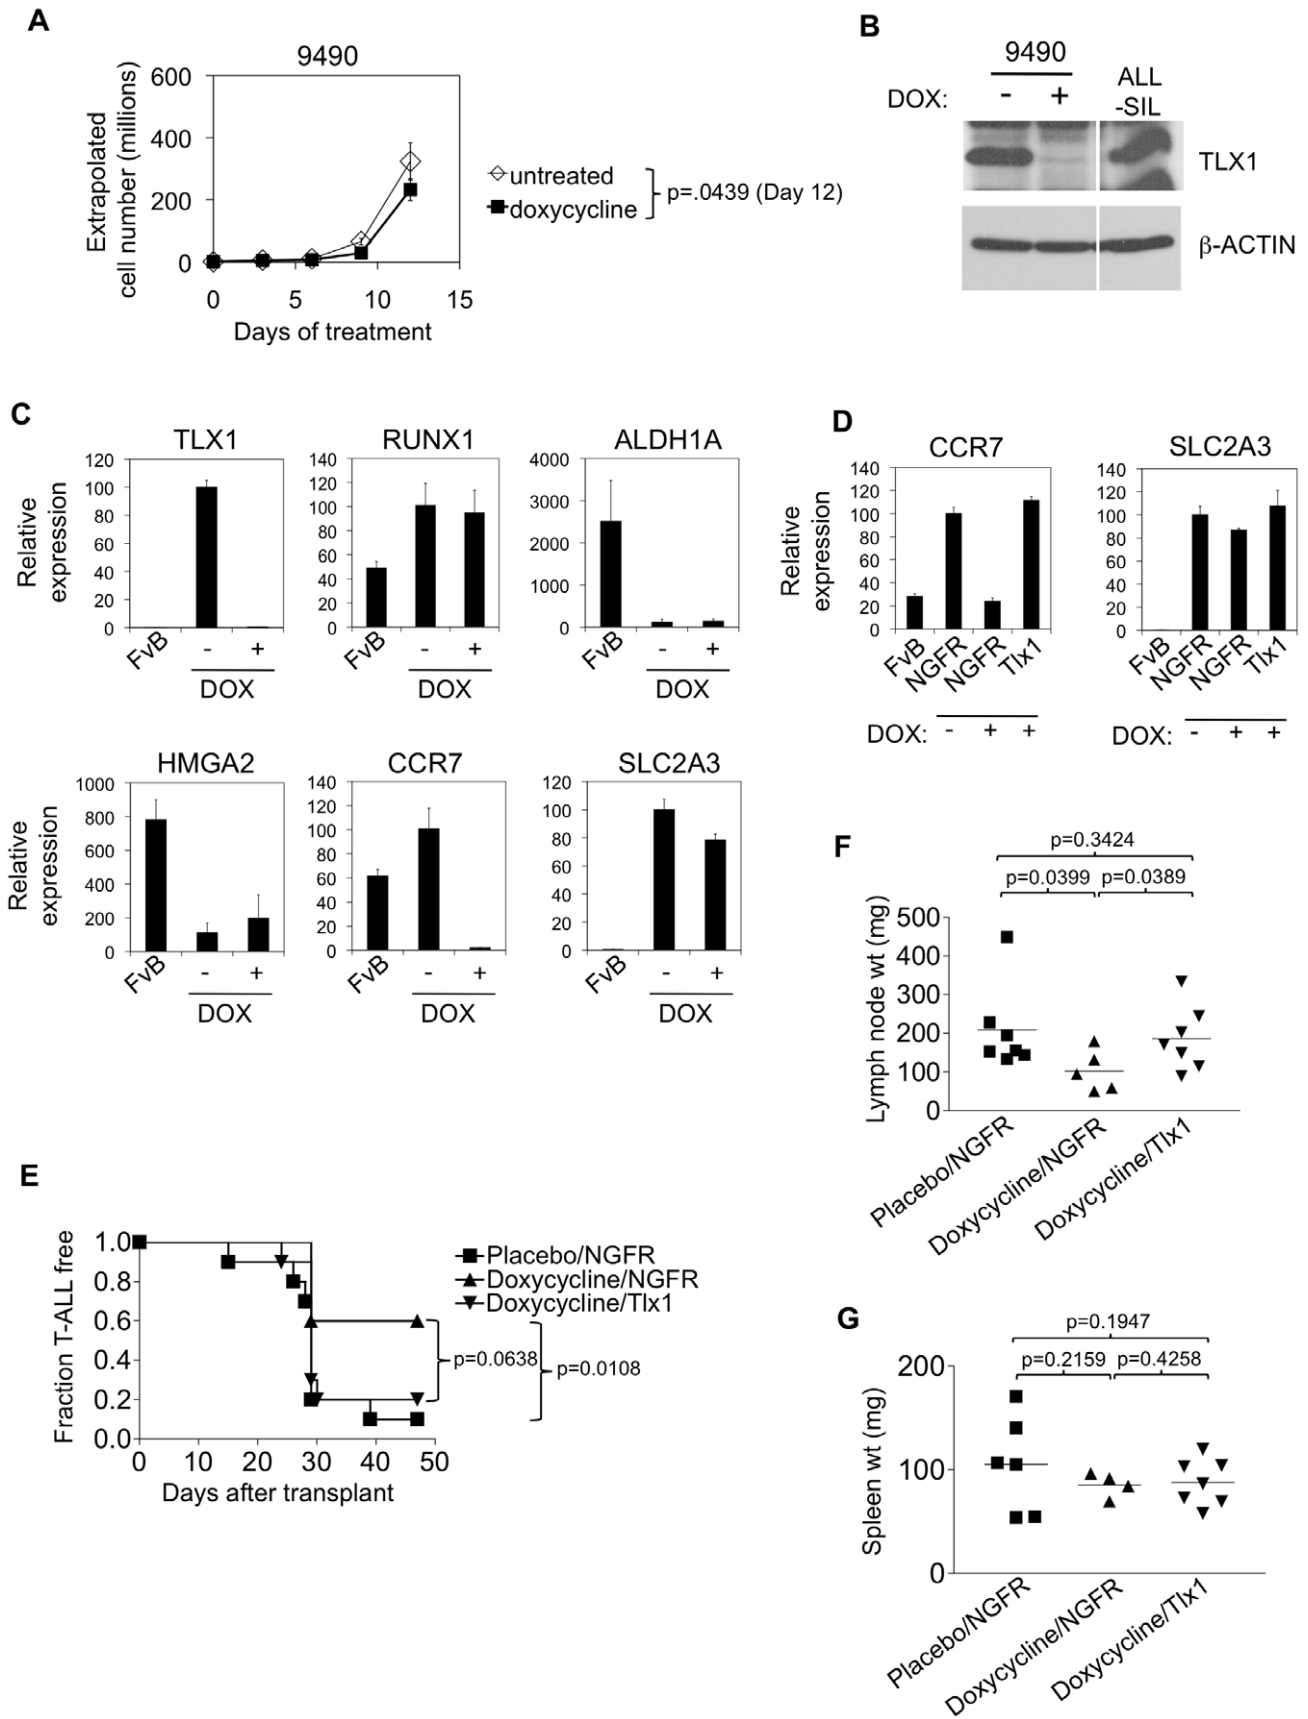 A
9490
Extrapolated
cell number (millions)
600
400
200
0
0 5 10 15
Days of treatment
untreated
doxycycline
p=.0439 (Day 12)
B
9490
DOX: - +
ALL
-SIL
TLX1
β-ACTIN
C
TLX1
Relative
expression
120
100
80
60
40
20
0
FvB - +
DOX
RUNX1
140
120
100
80
60
40
20
0
FvB - +
DOX
ALDH1A
4000
3000
2000
1000
0
FvB - +
DOX
HMGA2
Relative
expression
1000
800
600
400
200
0
FvB - +
DOX
CCR7
140
120
100
80
60
40
20
0
FvB - +
DOX
SLC2A3
120
100
80
60
40
20
0
FvB - +
DOX
D
CCR7
Relative
expression
140
120
100
80
60
40
20
0
FvB NGFR NGFR Tlx1
DOX: - + +
SLC2A3
140
120
100
80
60
40
20
0
FvB NGFR NGFR Tlx1
DOX: - + +
E
Fraction T-ALL free
1.0
0.8
0.6
0.4
0.2
0.0
0 10 20 30 40 50
Days after transplant
Placebo/NGFR
Doxycycline/NGFR
Doxycycline/Tlx1
p=0.0638
p=0.0108
F
p=0.3424
p=0.0399 p=0.0389
Lymph node wt (mg)
500
400
300
200
100
0
Placebo/NGFR
Doxycycline/NGFR
Doxycycline/Tlx1
G
p=0.1947
p=0.2159 p=0.4258
Spleen wt (mg)
200
100
0
Placebo/NGFR
Doxycycline/NGFR
Doxycycline/Tlx1